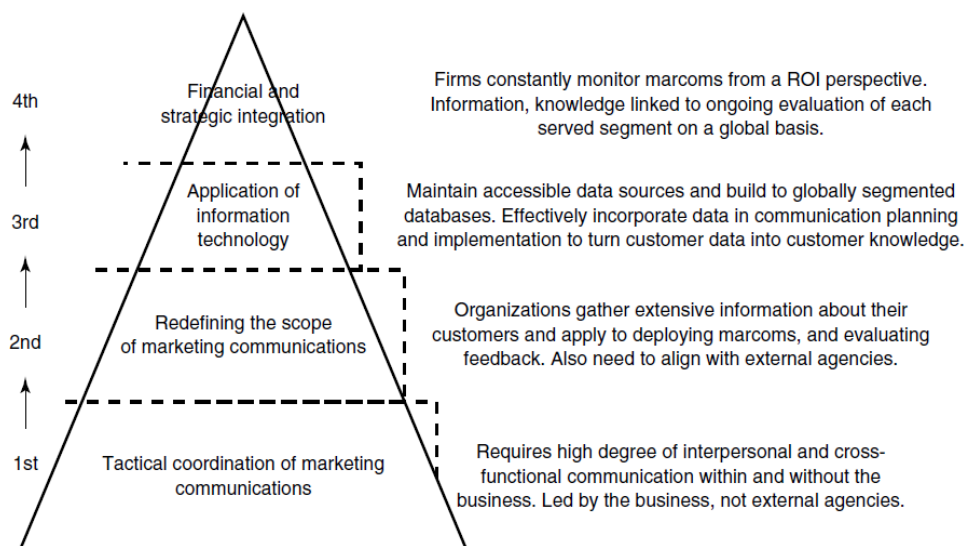 4th
Financial and
strategic integration
Firms constantly monitor marcoms from a ROI perspective.
Information, knowledge linked to ongoing evaluation of each
served segment on a global basis.
3rd
Application of
information
technology
Maintain accessible data sources and build to globally segmented
databases. Effectively incorporate data in communication planning
and implementation to turn customer data into customer knowledge.
2nd
Redefining the scope
of marketing communications
Organizations gather extensive information about their
customers and apply to deploying marcoms, and evaluating
feedback. Also need to align with external agencies.
1st
Tactical coordination of marketing
communications
Requires high degree of interpersonal and cross-
functional communication within and without the
business. Led by the business, not external agencies.